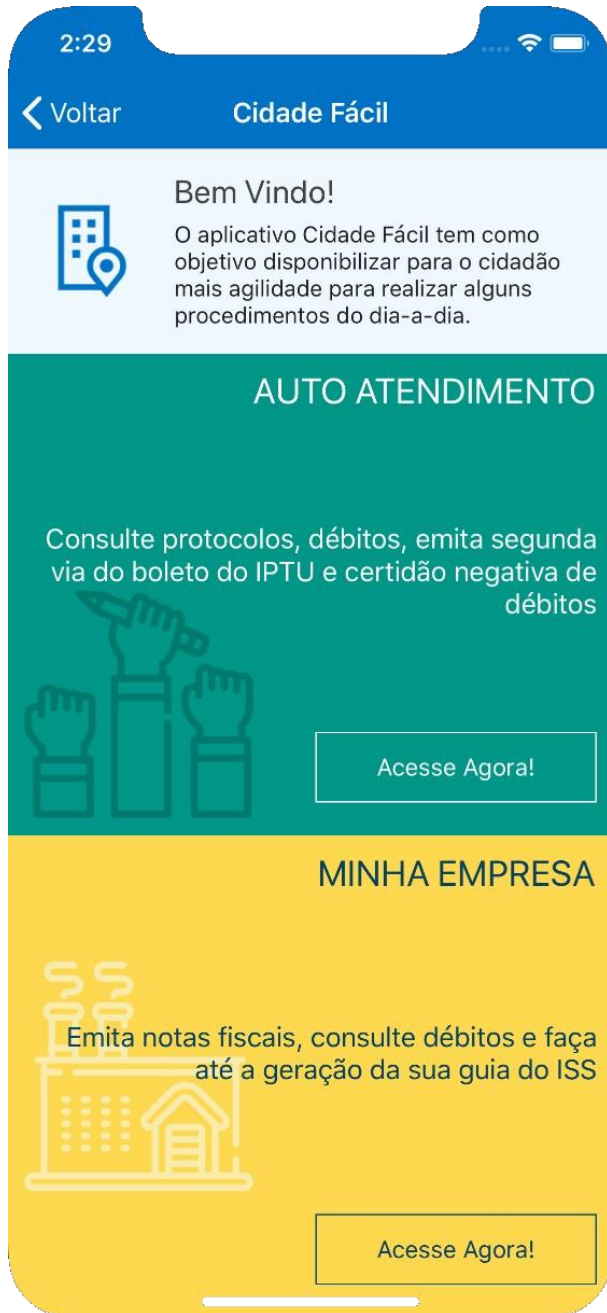 2:29
Voltar
Cidade Fácil
Bem Vindo!
O aplicativo Cidade Fácil tem como
objetivo disponibilizar para o cidadão
mais agilidade para realizar alguns
procedimentos do dia-a-dia.
AUTO ATENDIMENTO
Consulte protocolos, débitos, emita segunda
via do boleto do IPTU e certidão negativa de
débitos
Acesse Agora!
MINHA EMPRESA
Emita notas fiscais, consulte débitos e faça
até a geração da sua guia do ISS
Acesse Agora!